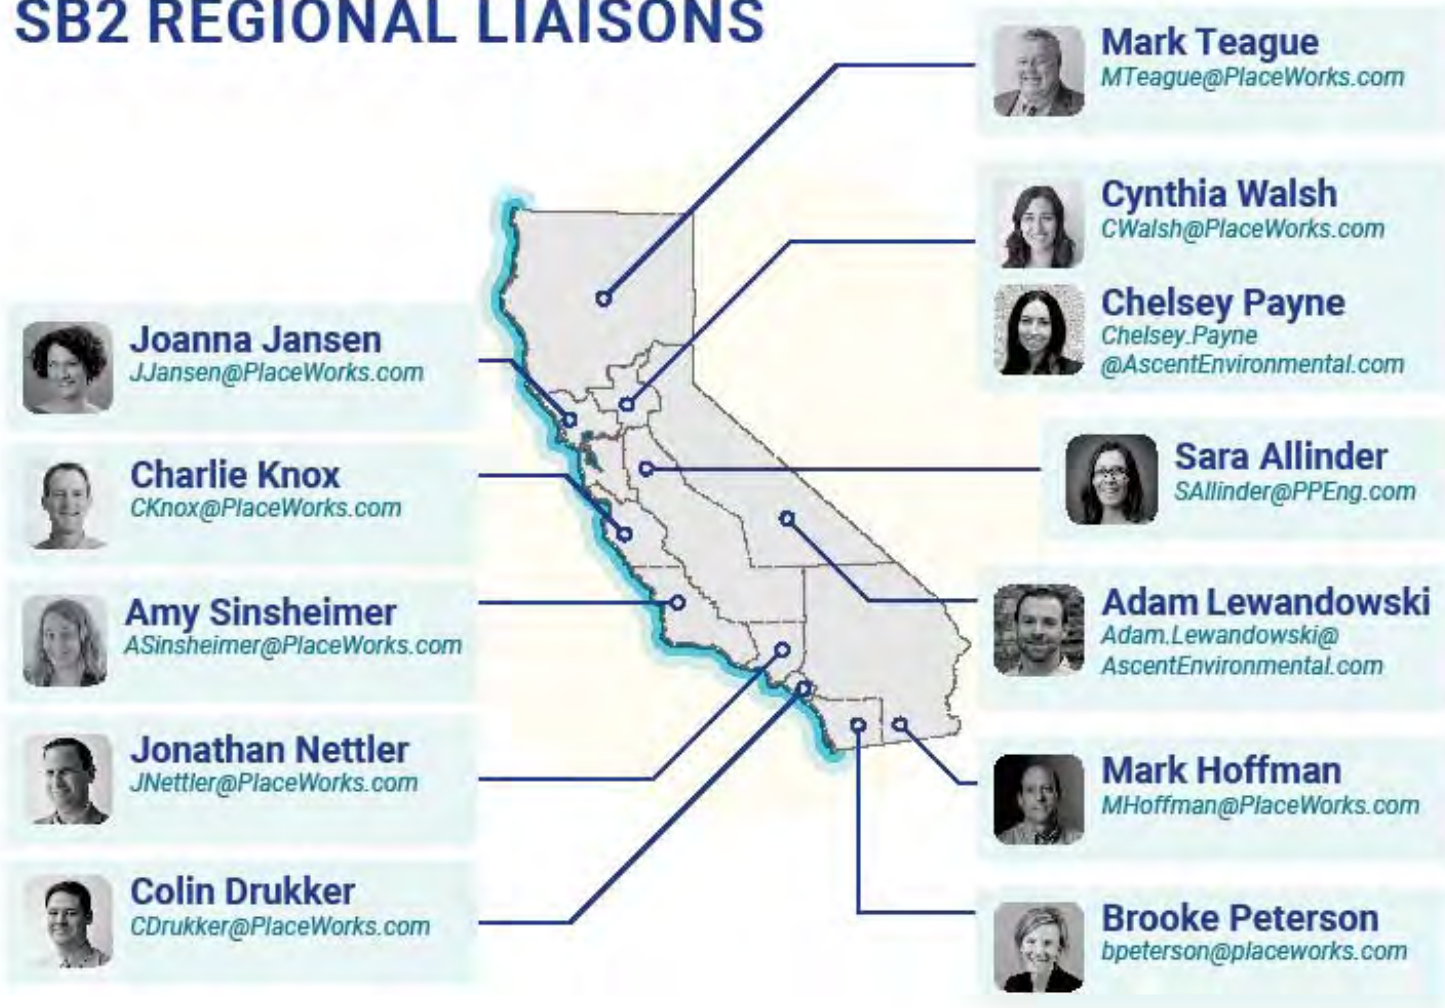 SB2 REGIONAL LIAISONS
Mark Teague
MTeague@PlaceWorks.com
Cynthia Walsh
CWalsh@PlaceWorks.com
Chelsey Payne
Chelsey.Payne
@AscentEnvironmental.com
Joanna Jansen
JJansen@PlaceWorks.com
Charlie Knox
CKnox@PlaceWorks.com
Sara Allinder
SAllinder@PPEng.com
Amy Sinsheimer
ASinsheimer@PlaceWorks.com
Adam Lewandowski
Adam.Lewandowski@
AscentEnvironmental.com
Jonathan Nettler
JNettler@PlaceWorks.com
Mark Hoffman
MHoffman@PlaceWorks.com
Colin Drukker
CDrukker@PlaceWorks.com
Brooke Peterson
bpeterson@placeworks.com